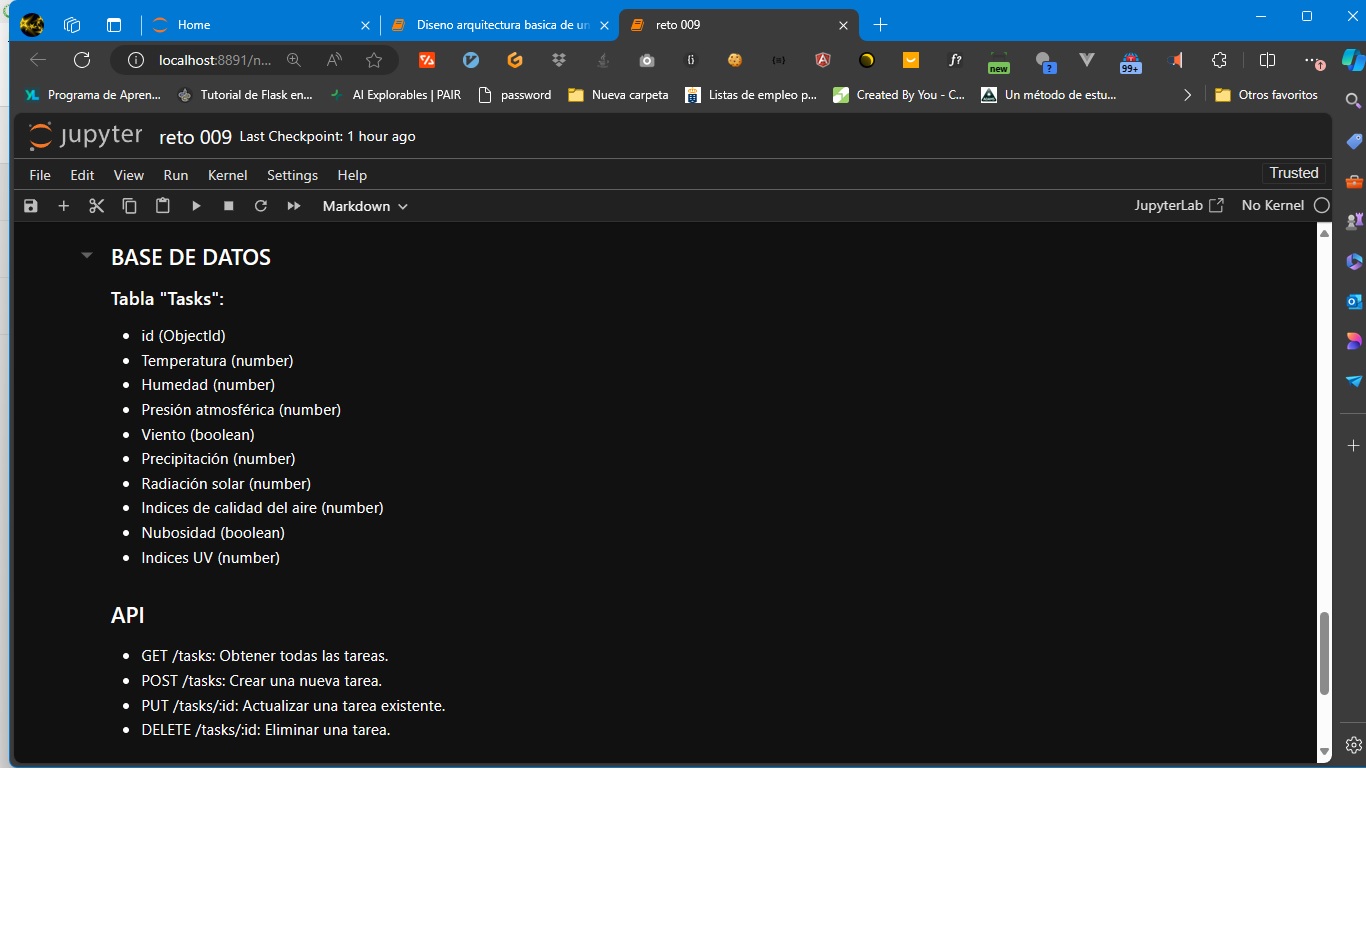 Home
Diseno arquitectura basica de un
reto 009
localhost:8891/n...
A
f?
new
?
99+
Programa de Apren...
Tutorial de Flask en...
AI Explorables | PAIR
password
Nueva carpeta
Listas de empleo p...
Created By You - C...
Un método de estu...
Otros favoritos
jupyter reto 009 Last Checkpoint: 1 hour ago
File Edit View Run Kernel Settings Help
Trusted
Markdown
JupyterLab
No Kernel
BASE DE DATOS
Tabla "Tasks":
• id (ObjectId)
• Temperatura (number)
• Humedad (number)
• Presión atmosférica (number)
• Viento (boolean)
• Precipitación (number)
• Radiación solar (number)
• Indices de calidad del aire (number)
• Nubosidad (boolean)
• Indices UV (number)
API
• GET /tasks: Obtener todas las tareas.
• POST /tasks: Crear una nueva tarea.
• PUT /tasks/:id: Actualizar una tarea existente.
• DELETE /tasks/:id: Eliminar una tarea.